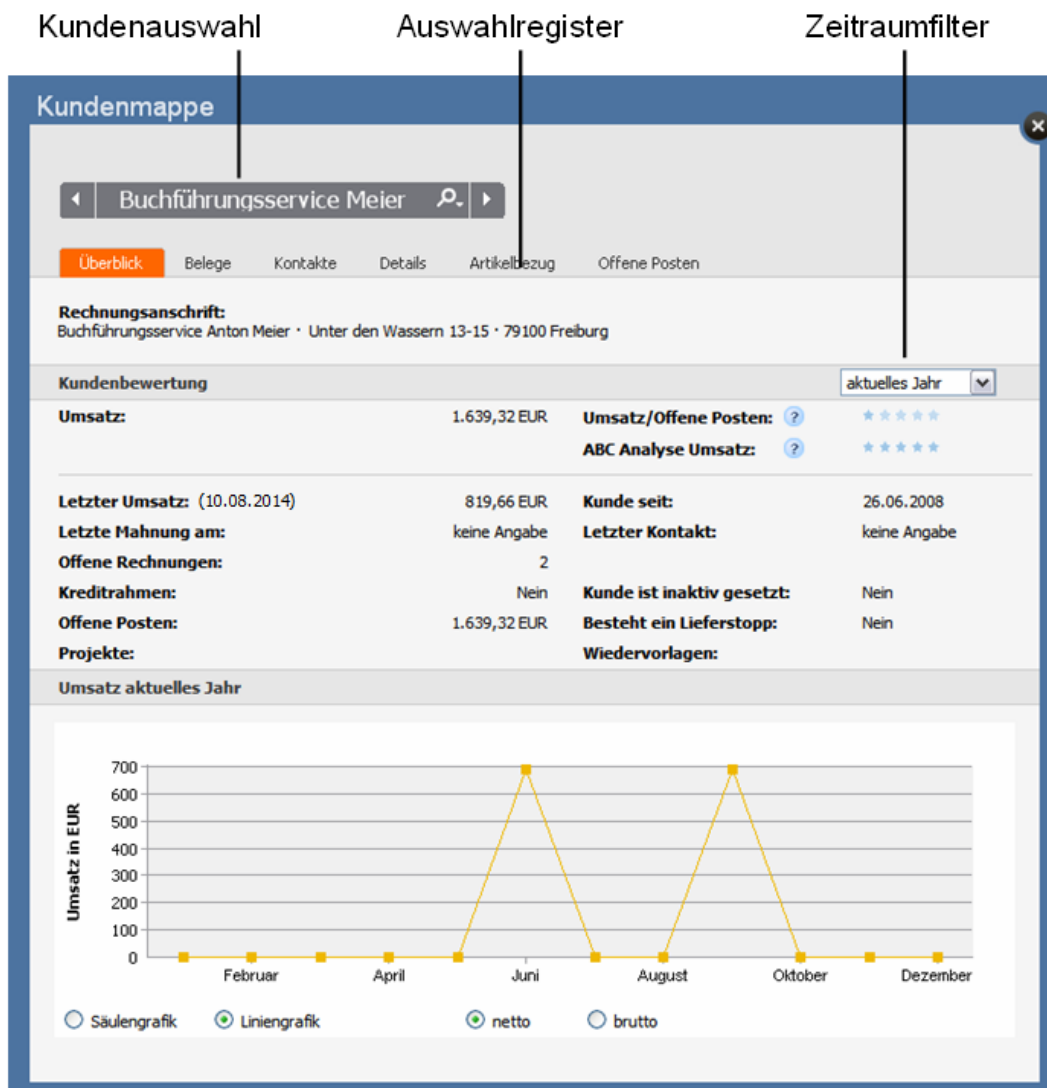 Kundenauswahl Auswahlregister Zeitraumfilter
Kundenmappe
Buchführungsservice Meier
Überblick Belege Kontakte Details Artikelbezug Offene Posten
Rechnungsanschrift:
Buchführungsservice Anton Meier · Unter den Wassern 13-15 · 79100 Freiburg
Kundenbewertung aktuelles Jahr
Umsatz: 1.639,32 EUR Umsatz/Offene Posten: ?
ABC Analyse Umsatz: ?
Letzter Umsatz: (10.08.2014) 819,66 EUR Kunde seit: 26.06.2008
Letzte Mahnung am: keine Angabe Letzter Kontakt: keine Angabe
Offene Rechnungen: 2
Kreditrahmen: Nein Kunde ist inaktiv gesetzt: Nein
Offene Posten: 1.639,32 EUR Besteht ein Lieferstopp: Nein
Projekte: Wiedervorlagen:
Umsatz aktuelles Jahr
Umsatz in EUR
700
600
500
400
300
200
100
0
Februar April Juni August Oktober Dezember
Säulengrafik Liniengrafik netto brutto